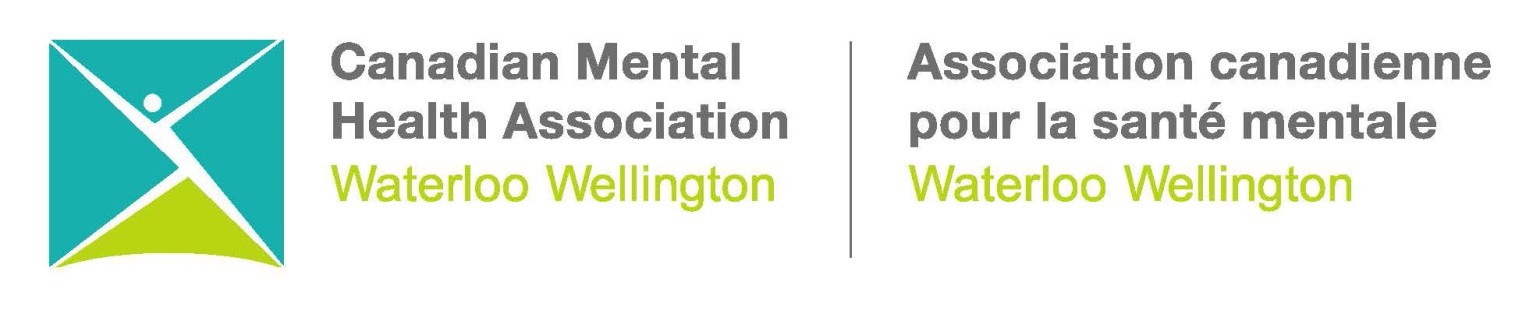 Canadian Mental
Health Association
Waterloo Wellington
Association canadienne
pour la santé mentale
Waterloo Wellington